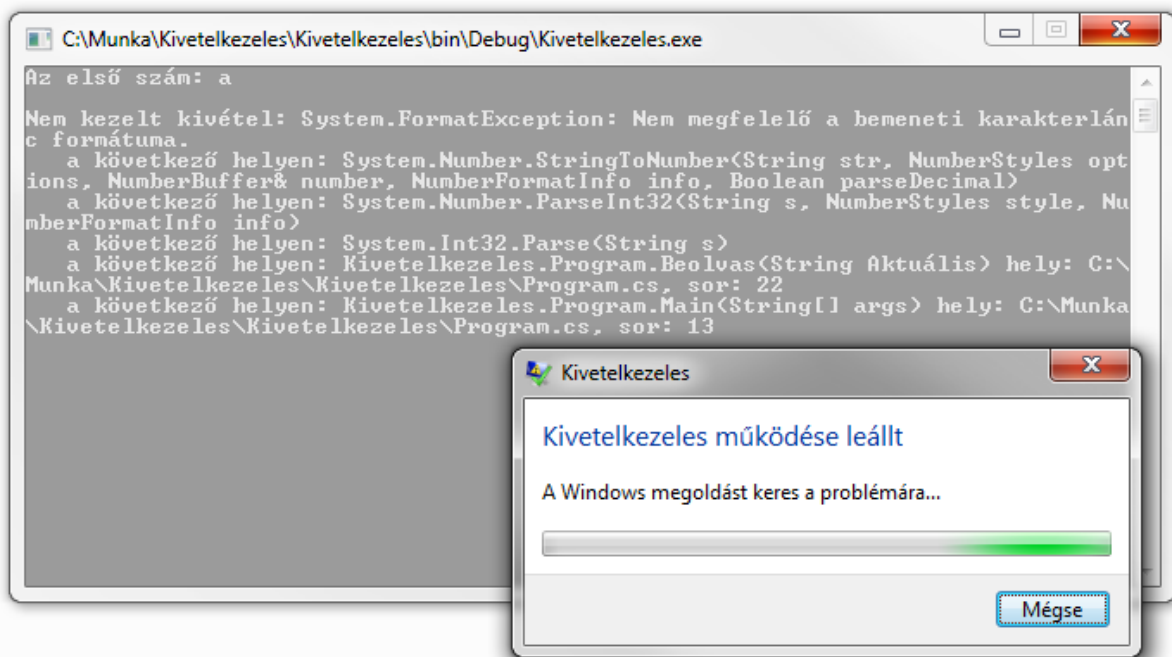 C:\Munka\Kivetelkezeles\Kivetelkezeles\bin\Debug\Kivetelkezeles.exe
Az első szám: a
Nem kezelt kivétel: System.FormatException: Nem megfelelő a bemeneti karakterlán
c formátuma.
   a következő helyen: System.Number.StringToNumber(String str, NumberStyles opt
ions, NumberBuffer& number, NumberFormatInfo info, Boolean parseDecimal)
   a következő helyen: System.Number.ParseInt32(String s, NumberStyles style, Nu
mberFormatInfo info)
   a következő helyen: System.Int32.Parse(String s)
   a következő helyen: Kivetelkezeles.Program.Beolvas(String Aktuális) hely: C:\
Munka\Kivetelkezeles\Kivetelkezeles\Program.cs, sor: 22
   a következő helyen: Kivetelkezeles.Program.Main(String[] args) hely: C:\Munka
\Kivetelkezeles\Kivetelkezeles\Program.cs, sor: 13
Kivetelkezeles
Kivetelkezeles működése leállt
A Windows megoldást keres a problémára...
Mégse